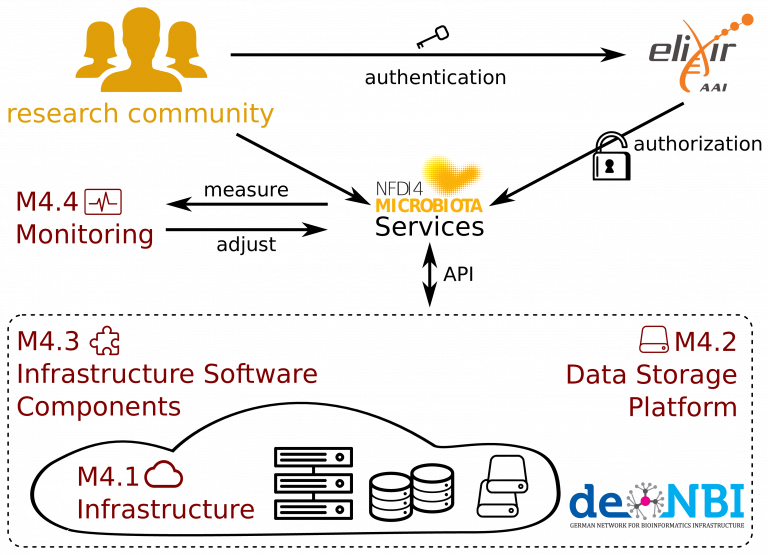 authentication
elixir
AAI
research community
authorization
M4.4
Monitoring
measure
adjust
NFDI4
MICROBIOTA
Services
API
M4.3
Infrastructure Software
Components
M4.2
Data Storage
Platform
M4.1
Infrastructure
de NBI
GERMAN NETWORK FOR BIOINFORMATICS INFRASTRUCTURE